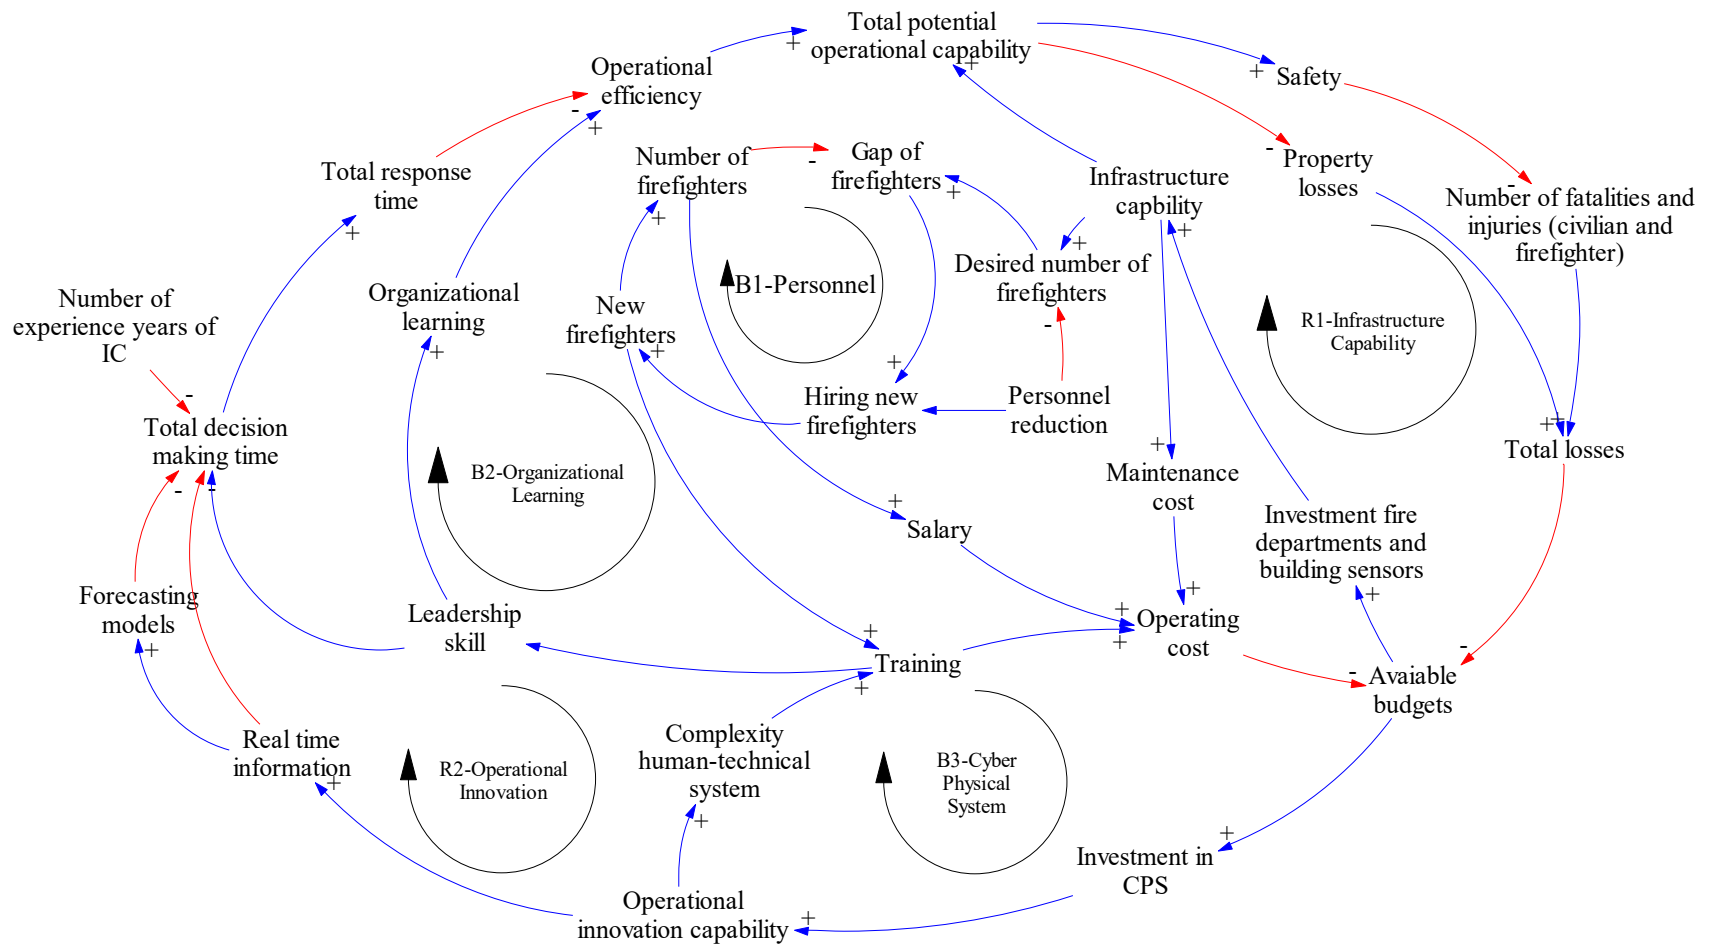 Total potential
operational capability
Safety
Operational
efficiency
Number of
firefighters
Gap of
firefighters
Infrastructure
capbility
Property
losses
Number of fatalities and
injuries (civilian and
firefighter)
Total response
time
Desired number of
firefighters
B1-Personnel
Organizational
learning
New
firefighters
Number of
experience years of
IC
R1-Infrastructure
Capability
Hiring new
firefighters
Personnel
reduction
Total decision
making time
Total losses
B2-Organizational
Learning
Maintenance
cost
Salary
Investment fire
departments and
building sensors
Forecasting
models
Leadership
skill
Operating
cost
Training
Avaiable
budgets
Real time
information
Complexity
human-technical
system
R2-Operational
Innovation
B3-Cyber
Physical
System
Investment in
CPS
Operational
innovation capability